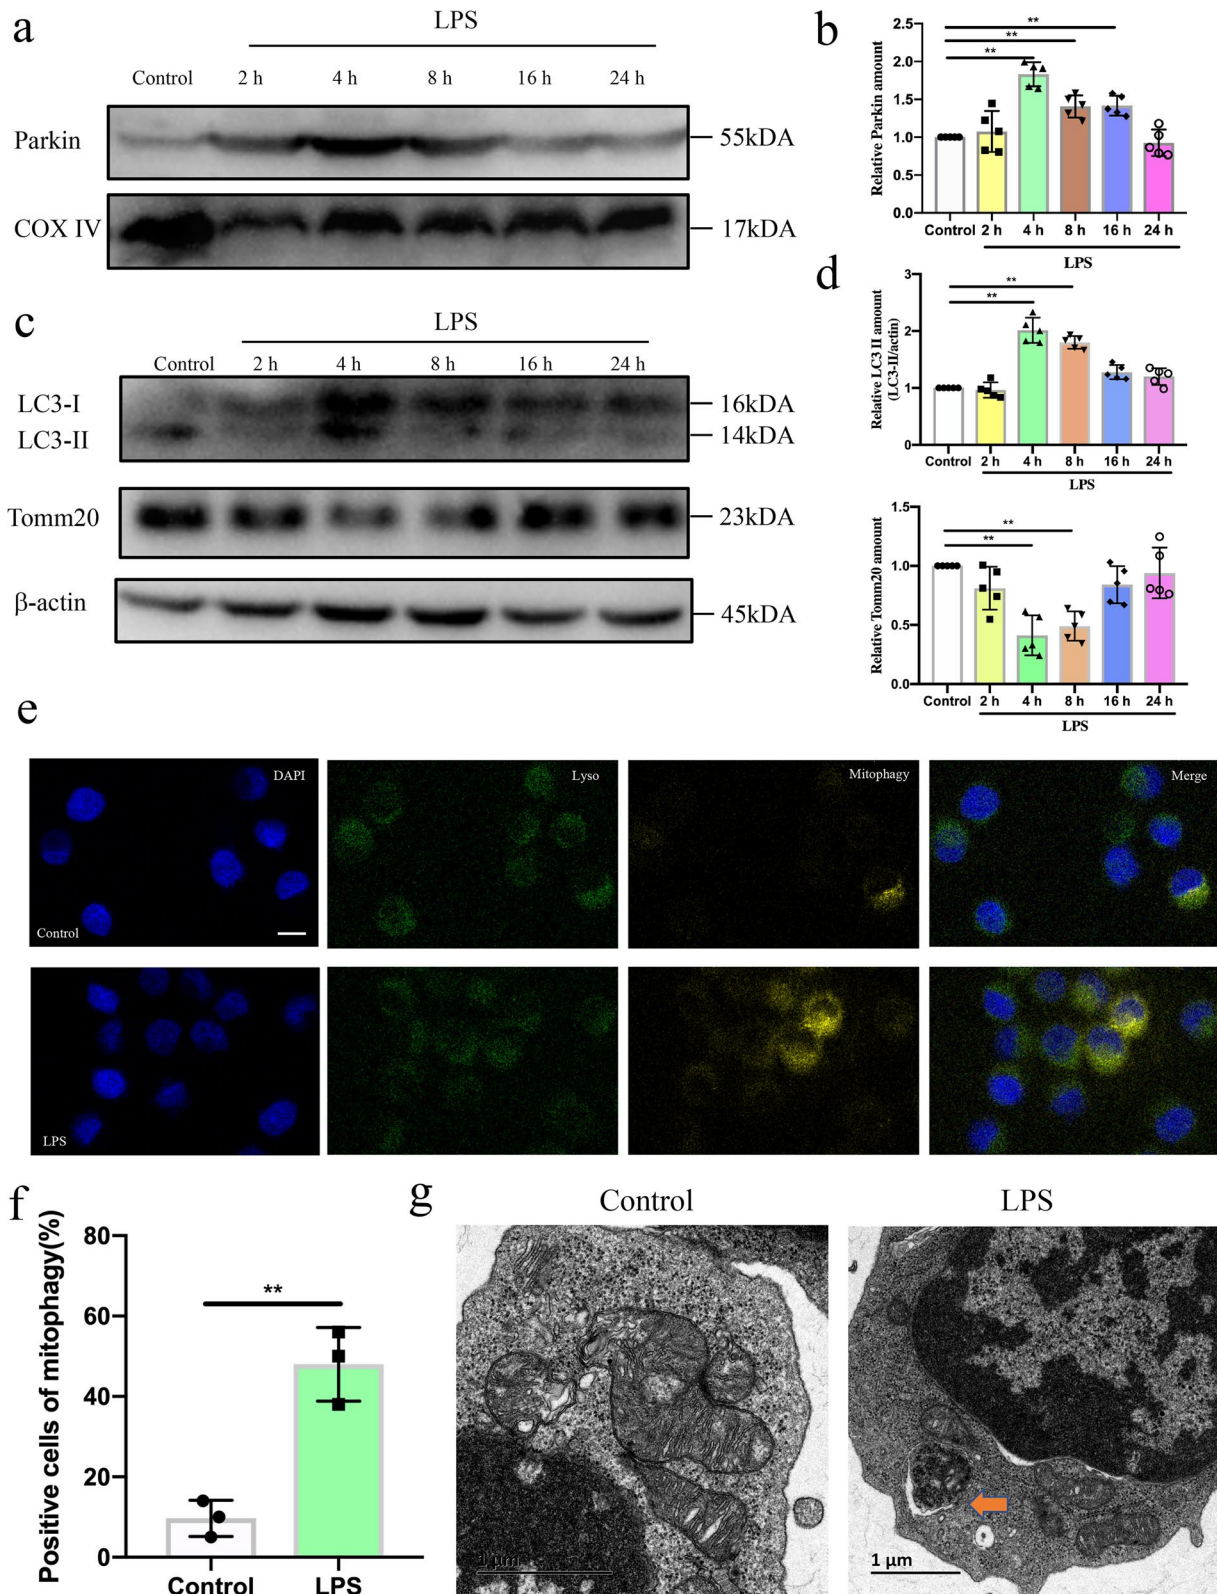 a
LPS
Control 2 h 4 h 8 h 16 h 24 h
Parkin
55kDA
COX IV
17kDA
b
Relative Parkin amount
2.5
2.0
1.5
1.0
0.5
0.0
** 
**
**
Control 2 h 4 h 8 h 16 h 24 h
LPS
c
LPS
Control 2 h 4 h 8 h 16 h 24 h
LC3-I
16kDA
LC3-II
14kDA
Tomm20
23kDA
β-actin
45kDA
d
Relative LC3 II amount
(LC3-II/actin)
3
2
1
0
**
**
Control 2 h 4 h 8 h 16 h 24 h
LPS
Relative Tomm20 amount
1.5
1.0
0.5
0.0
**
**
Control 2 h 4 h 8 h 16 h 24 h
LPS
e
DAPI
Lyso
Mitophagy
Merge
Control
LPS
f
Positive cells of mitophagy(%)
80
60
40
20
0
**
Control LPS
g
Control
LPS
1 µm
1 µm